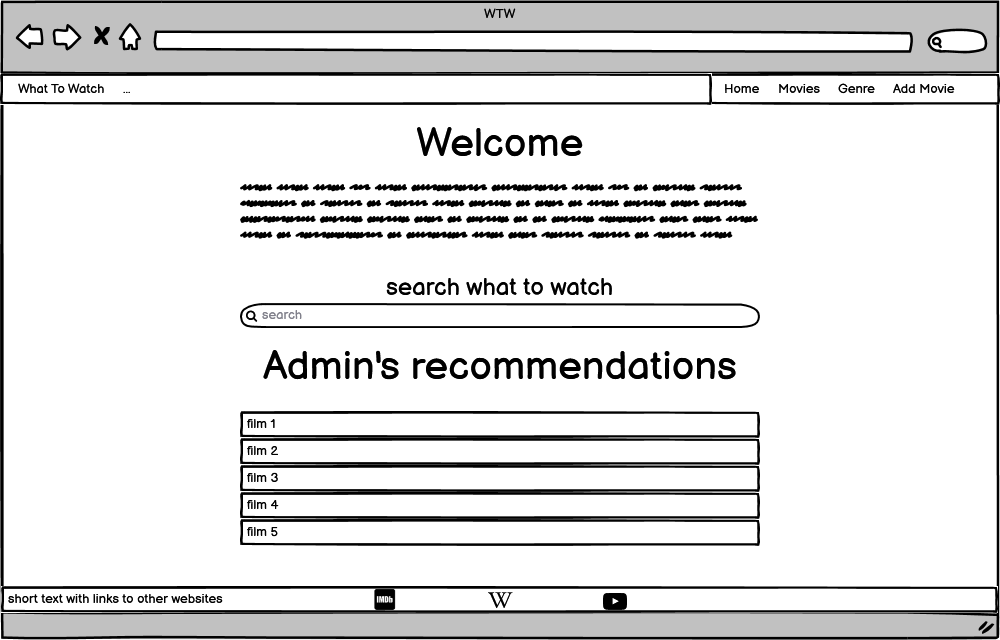 WTW
What To Watch ... Home Movies Genre Add Movie
Welcome
search what to watch
search
Admin's recommendations
film 1
film 2
film 3
film 4
film 5
short text with links to other websites IMDb W